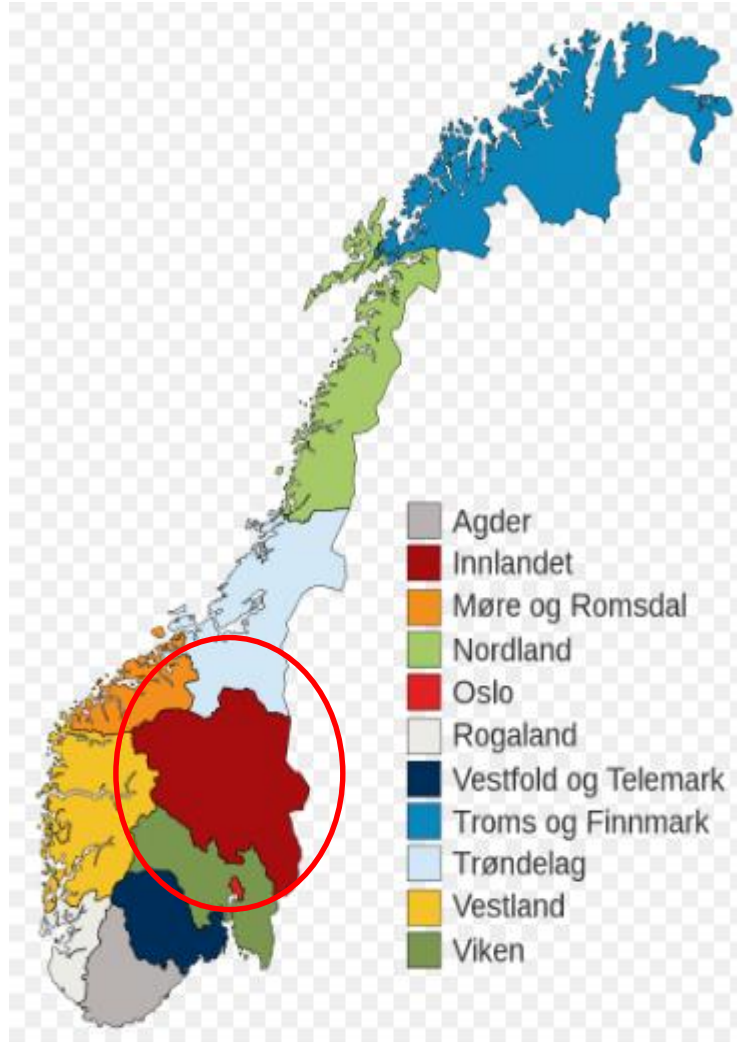 Agder
Innlandet
Møre og Romsdal
Nordland
Oslo
Rogaland
Vestfold og Telemark
Troms og Finnmark
Trøndelag
Vestland
Viken